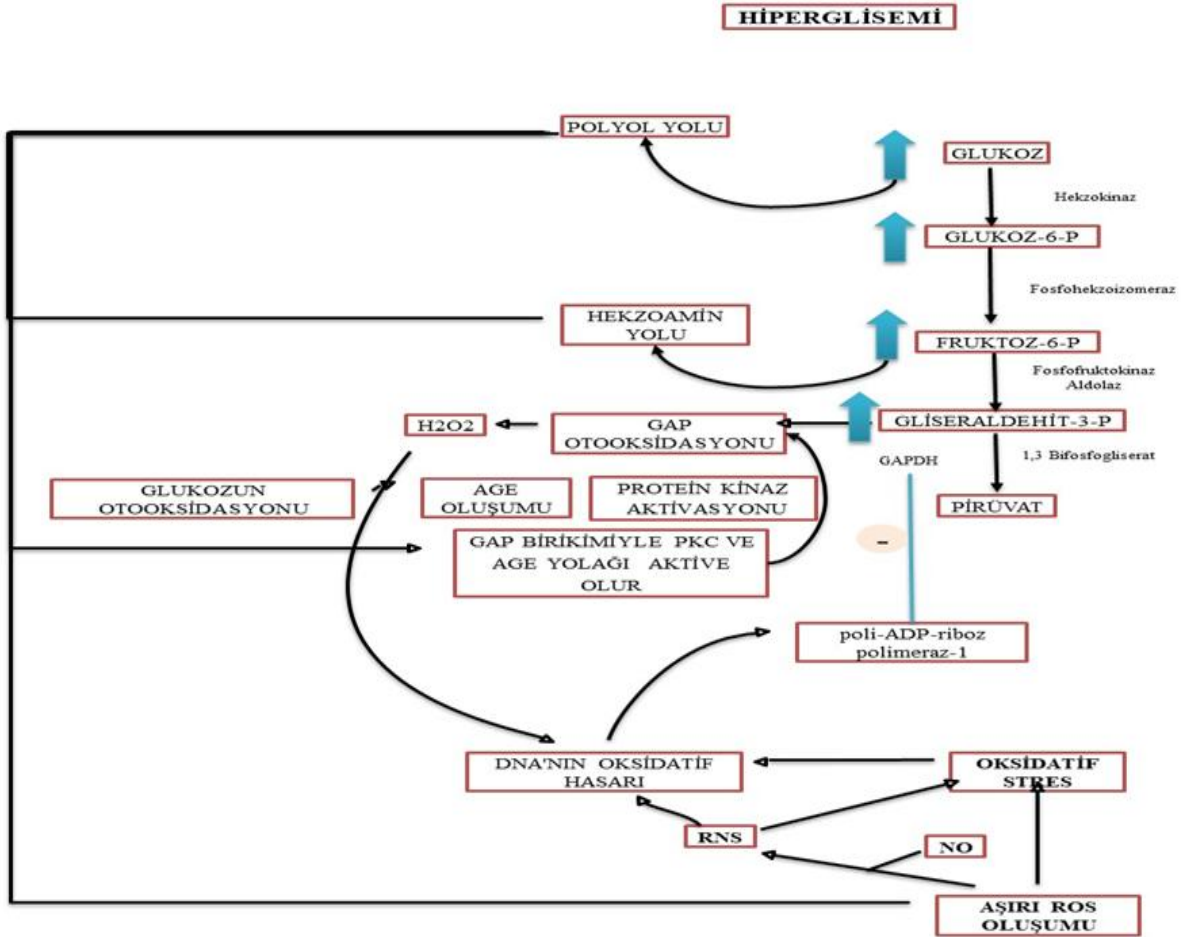 HİPERGLİSEMİ
POLYOL YOLU
GLUKOZ
Hekzokinaz
GLUKOZ-6-P
Fosfohekzoizomeraz
HEKZOAMİN
YOLU
FRUKTOZ-6-P
Fosfofruktokinaz
Aldolaz
H2O2
GAP
OTOOKSİDASYONU
GLİSERALDEHİT-3-P
GAPDH
1,3 Bifosfogliserat
GLUKOZUN
OTOOKSİDASYONU
AGE
OLUŞUMU
PROTEİN KİNAZ
AKTİVASYONU
PİRÜVAT
GAP BİRİKİMİYLE PKC VE
AGE YOLAĞI AKTİVE
OLUR
-
poli-ADP-riboz
polimeraz-1
DNA'NIN OKSİDATİF
HASARI
OKSİDATİF
STRES
RNS
NO
AŞIRI ROS
OLUŞUMU